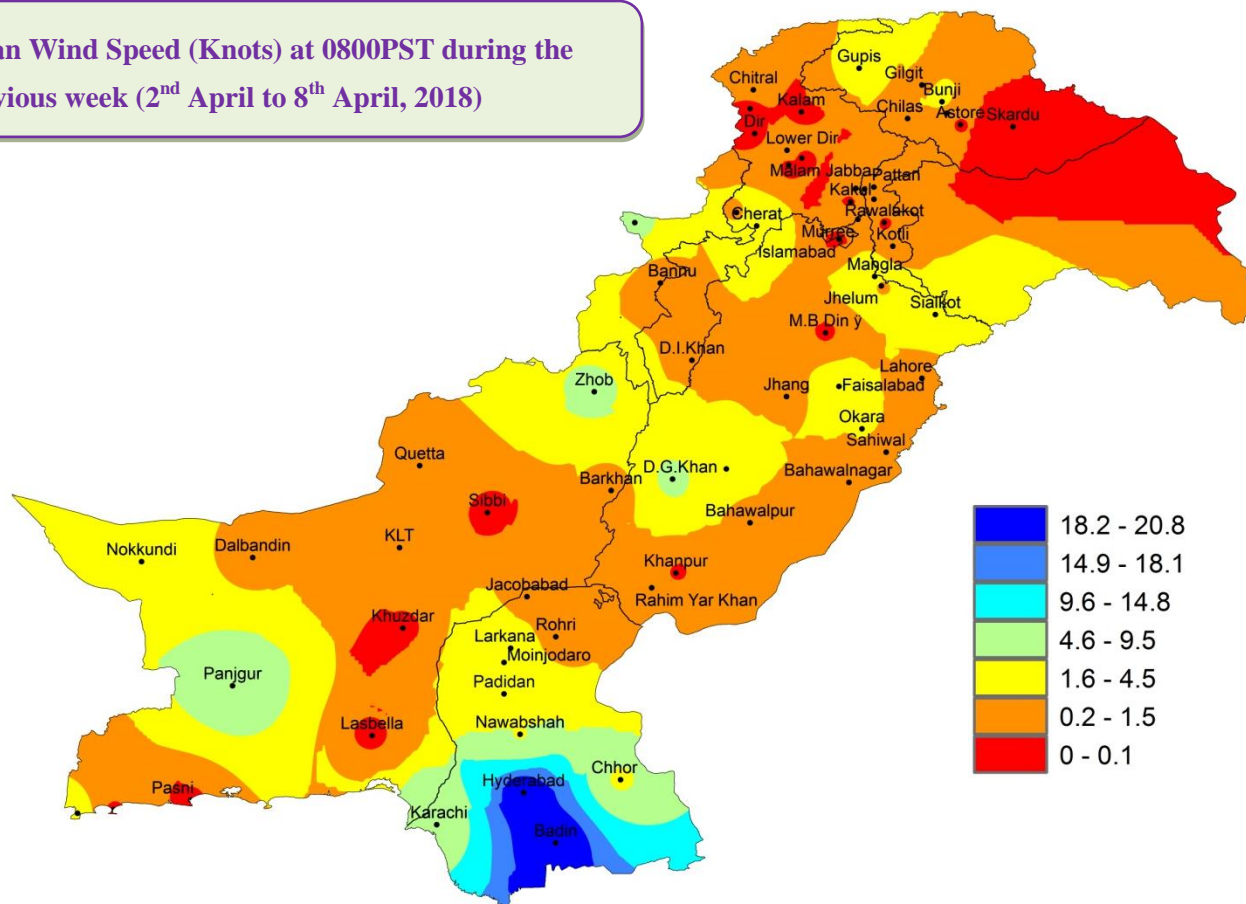 an Wind Speed (Knots) at 0800PST during the
vious week (2nd April to 8th April, 2018)
Gupis
Gilgit
Chitral
Bunji
Kalam
Chilas
Astore
Skardu
Dir
Lower Dir
Malam Jabba
Pattan
Kakul
Cherat
Rawalakot
Murree
Kotli
Islamabad
Bannu
Mangla
Jhelum
Sialkot
M.B Din ÿ
D.I.Khan
Lahore
Zhob
Jhang
Faisalabad
Okara
Sahiwal
Quetta
D.G.Khan
Bahawalnagar
Barkhan
Sibbi
Bahawalpur
KLT
Nokkundi
Dalbandin
Khanpur
Jacobabad
Rahim Yar Khan
Khuzdar
Rohri
Larkana
Moinjodaro
Panjgur
Padidan
Lasbella
Nawabshah
Chhor
Pasni
Hyderabad
Karachi
Badin
18.2 - 20.8
14.9 - 18.1
9.6 - 14.8
4.6 - 9.5
1.6 - 4.5
0.2 - 1.5
0 - 0.1